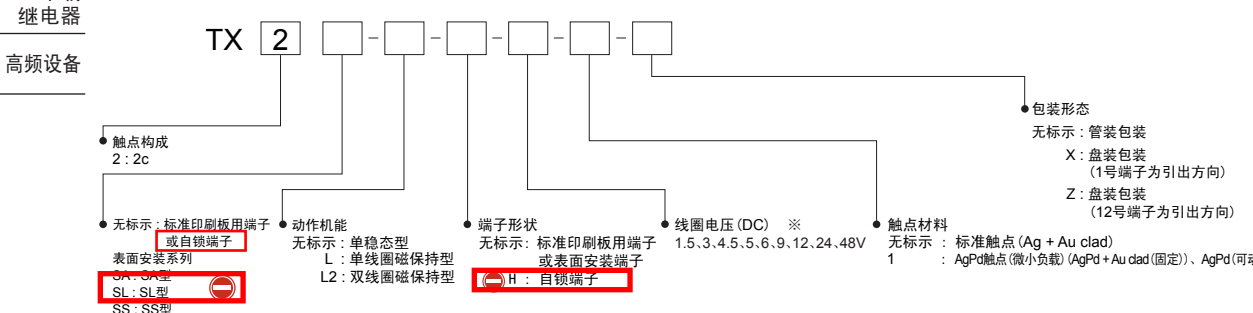 继电器
高频设备
TX 2 - - - - -
触点构成
2 : 2c
无标示 : 标准印刷板用端子
或自锁端子
表面安装系列
SA : SA型
SL : SL型
SS : SS型
动作机能
无标示 : 单稳态型
L : 单线圈磁保持型
L2 : 双线圈磁保持型
端子形状
无标示 : 标准印刷板用端子
或表面安装端子
H : 自锁端子
线圈电压 (DC) ※
1.5、3、4.5、5、6、9、12、24、48V
触点材料
无标示 : 标准触点 (Ag + Au clad)
1 : AgPd触点 (微小负载) (AgPd + Au clad (固定))、AgPd (可动
包装形态
无标示 : 管装包装
X : 盘装包装
(1号端子为引出方向)
Z : 盘装包装
(12号端子为引出方向)